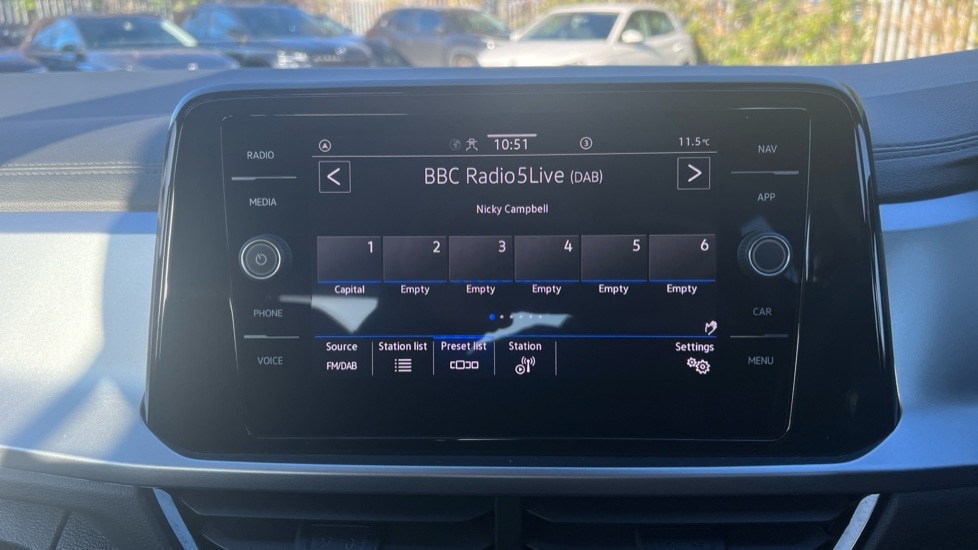 RADIO
MEDIA
PHONE
VOICE
10:51
3
11.5°C
<
BBC Radio5Live (DAB)
>
Nicky Campbell
1 2 3 4 5 6
Capital Empty Empty Empty Empty Empty
Source Station list Preset list Station Settings
FM/DAB
NAV
APP
CAR
MENU